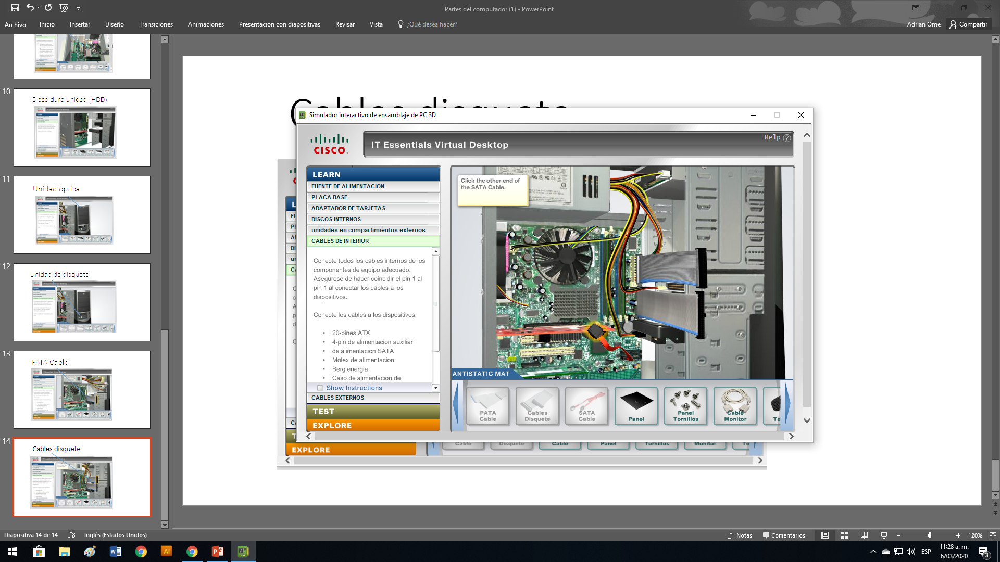 Partes del computador (1) - PowerPoint
Archivo
Inicio
Insertar
Diseño
Transiciones
Animaciones
Presentación con diapositivas
Revisar
Vista
¿Qué desea hacer?
Adrian Ome
Compartir
10
Disco duro unidad (HDD)
11
Unidad óptica
12
Unidad de disquete
13
PATA Cable
14
Cables disquete
Cables disquete
Simulador interactivo de ensamblaje de PC 3D
CISCO
IT Essentials Virtual Desktop
Help ?
LEARN
FUENTE DE ALIMENTACION
PLACA BASE
ADAPTADOR DE TARJETAS
DISCOS INTERNOS
unidades en compartimientos externos
CABLES DE INTERIOR
Conecte todos los cables internos de los
componentes de equipo adecuado.
Asegurese de hacer coincidir el pin 1 al
pin 1 al conectar los cables a los
dispositivos.
Conecte los cables a los dispositivos:
• 20-pines ATX
• 4-pin de alimentacion auxiliar
• de alimentacion SATA
• Molex de alimentacion
• Berg energia
• Caso de alimentacion de
Show Instructions
CABLES EXTERNOS
TEST
EXPLORE
Click the other end of
the SATA Cable.
ANTISTATIC MAT
PATA
Cable
Cables
Disquete
SATA
Cable
Panel
Panel
Tornillos
Cable
Monitor
Te
EXPLORE
Cable
Disquete
Cable
Panel
Tornillos
Monitor
Te
Diapositiva 14 de 14
Inglés (Estados Unidos)
Notas
Comentarios
120%
ESP
11:28 a. m.
6/03/2020
3